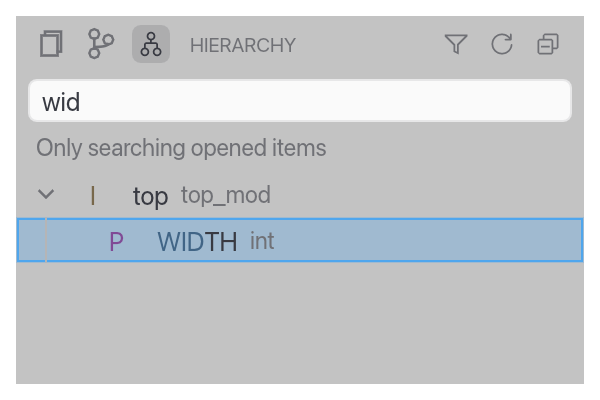 HIERARCHY
wid
Only searching opened items
I top top_mod
P WIDTH int